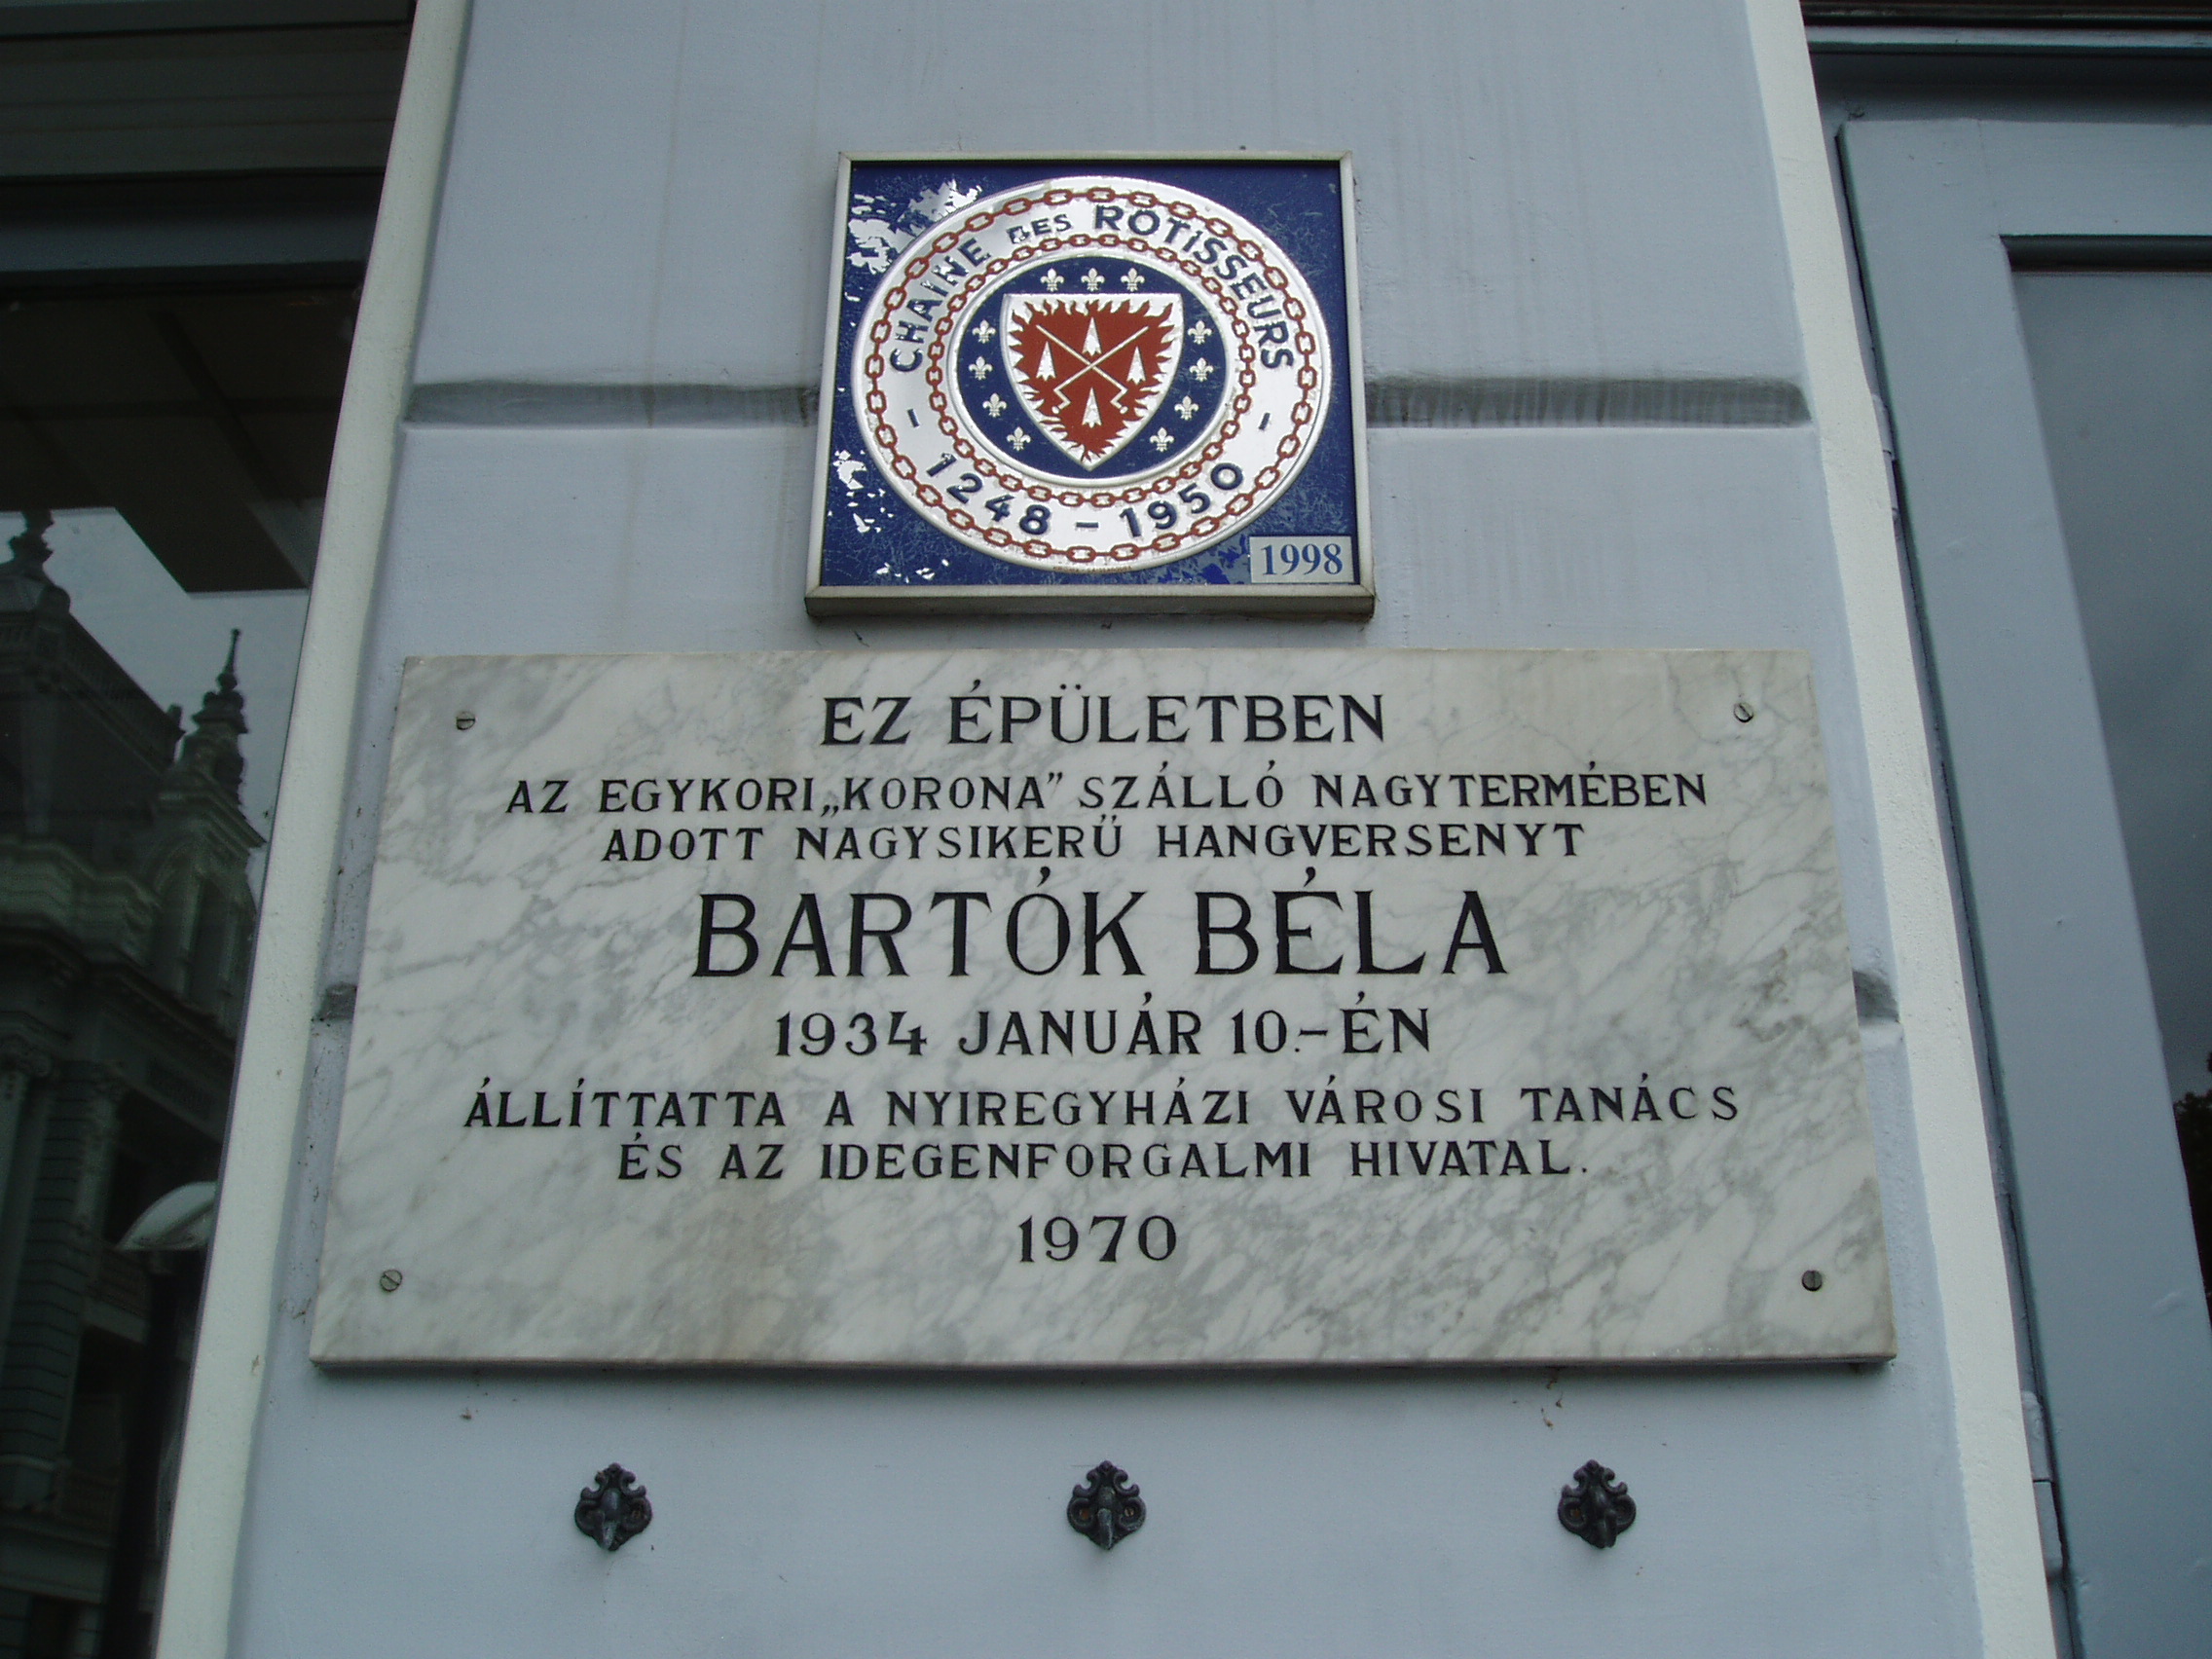 CHAINE DES RÔTiSSEURS
- 1248 - 1950 -
1998
EZ ÉPÜLETBEN
AZ EGYKORI „KORONA” SZÁLLÓ NAGYTERMÉBEN
ADOTT NAGYSIKERŰ HANGVERSENYT
BARTÓK BÉLA
1934 JANUÁR 10.-ÉN
ÁLLÍTTATTA A NYIREGYHÁZI VÁROSI TANÁCS
ÉS AZ IDEGENFORGALMI HIVATAL.
1970